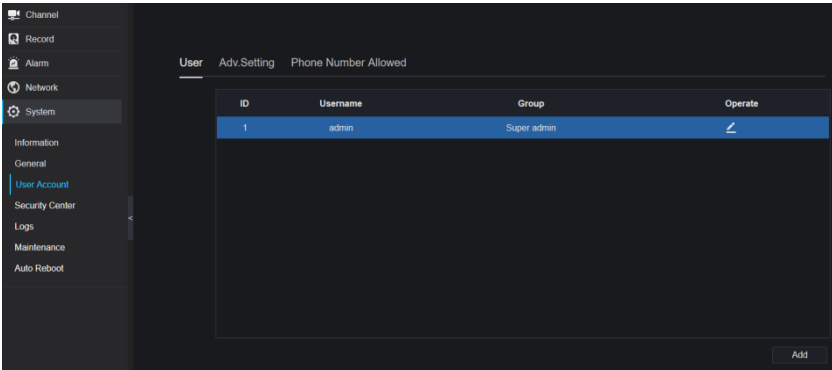 Channel
Record
Alarm
Network
System
Information
General
User Account
Security Center
Logs
Maintenance
Auto Reboot
<
User Adv.Setting Phone Number Allowed
ID Username Group Operate
1 admin Super admin
Add